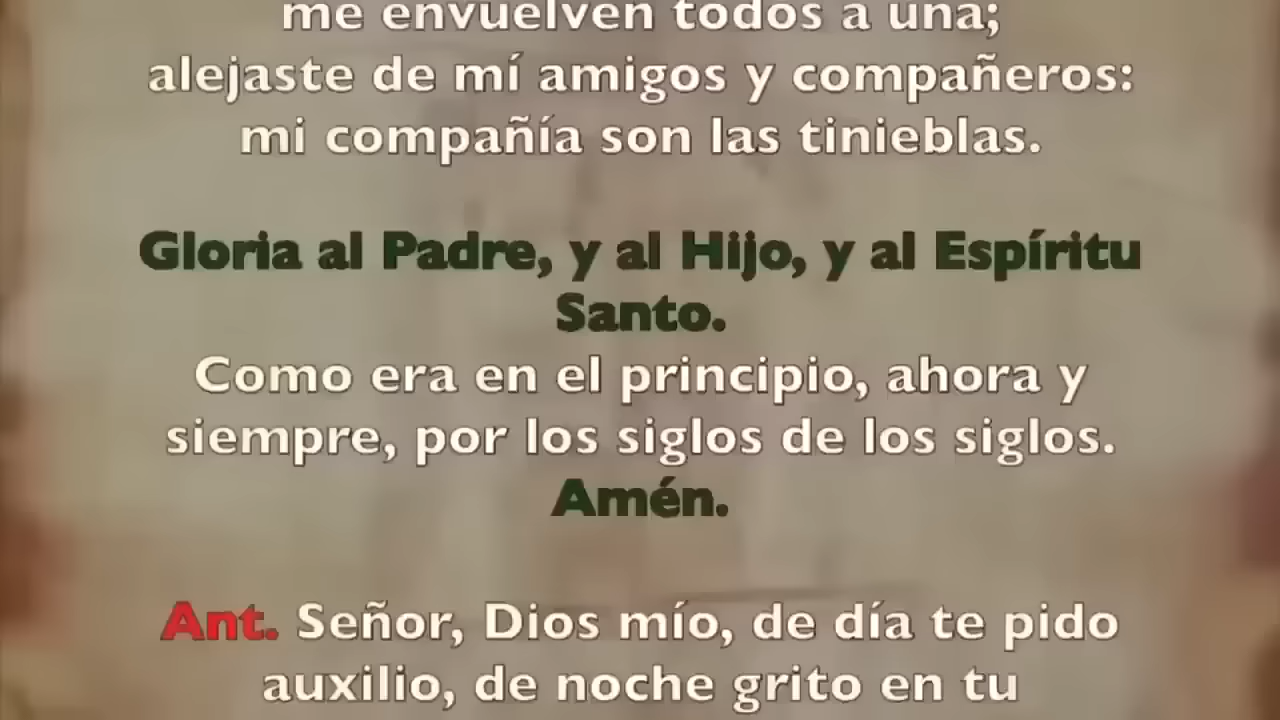 me envuelven todos a una;
alejaste de mí amigos y compañeros:
mi compañía son las tinieblas.
Gloria al Padre, y al Hijo, y al Espíritu
Santo.
Como era en el principio, ahora y
siempre, por los siglos de los siglos.
Amén.
Ant. Señor, Dios mío, de día te pido
auxilio, de noche grito en tu